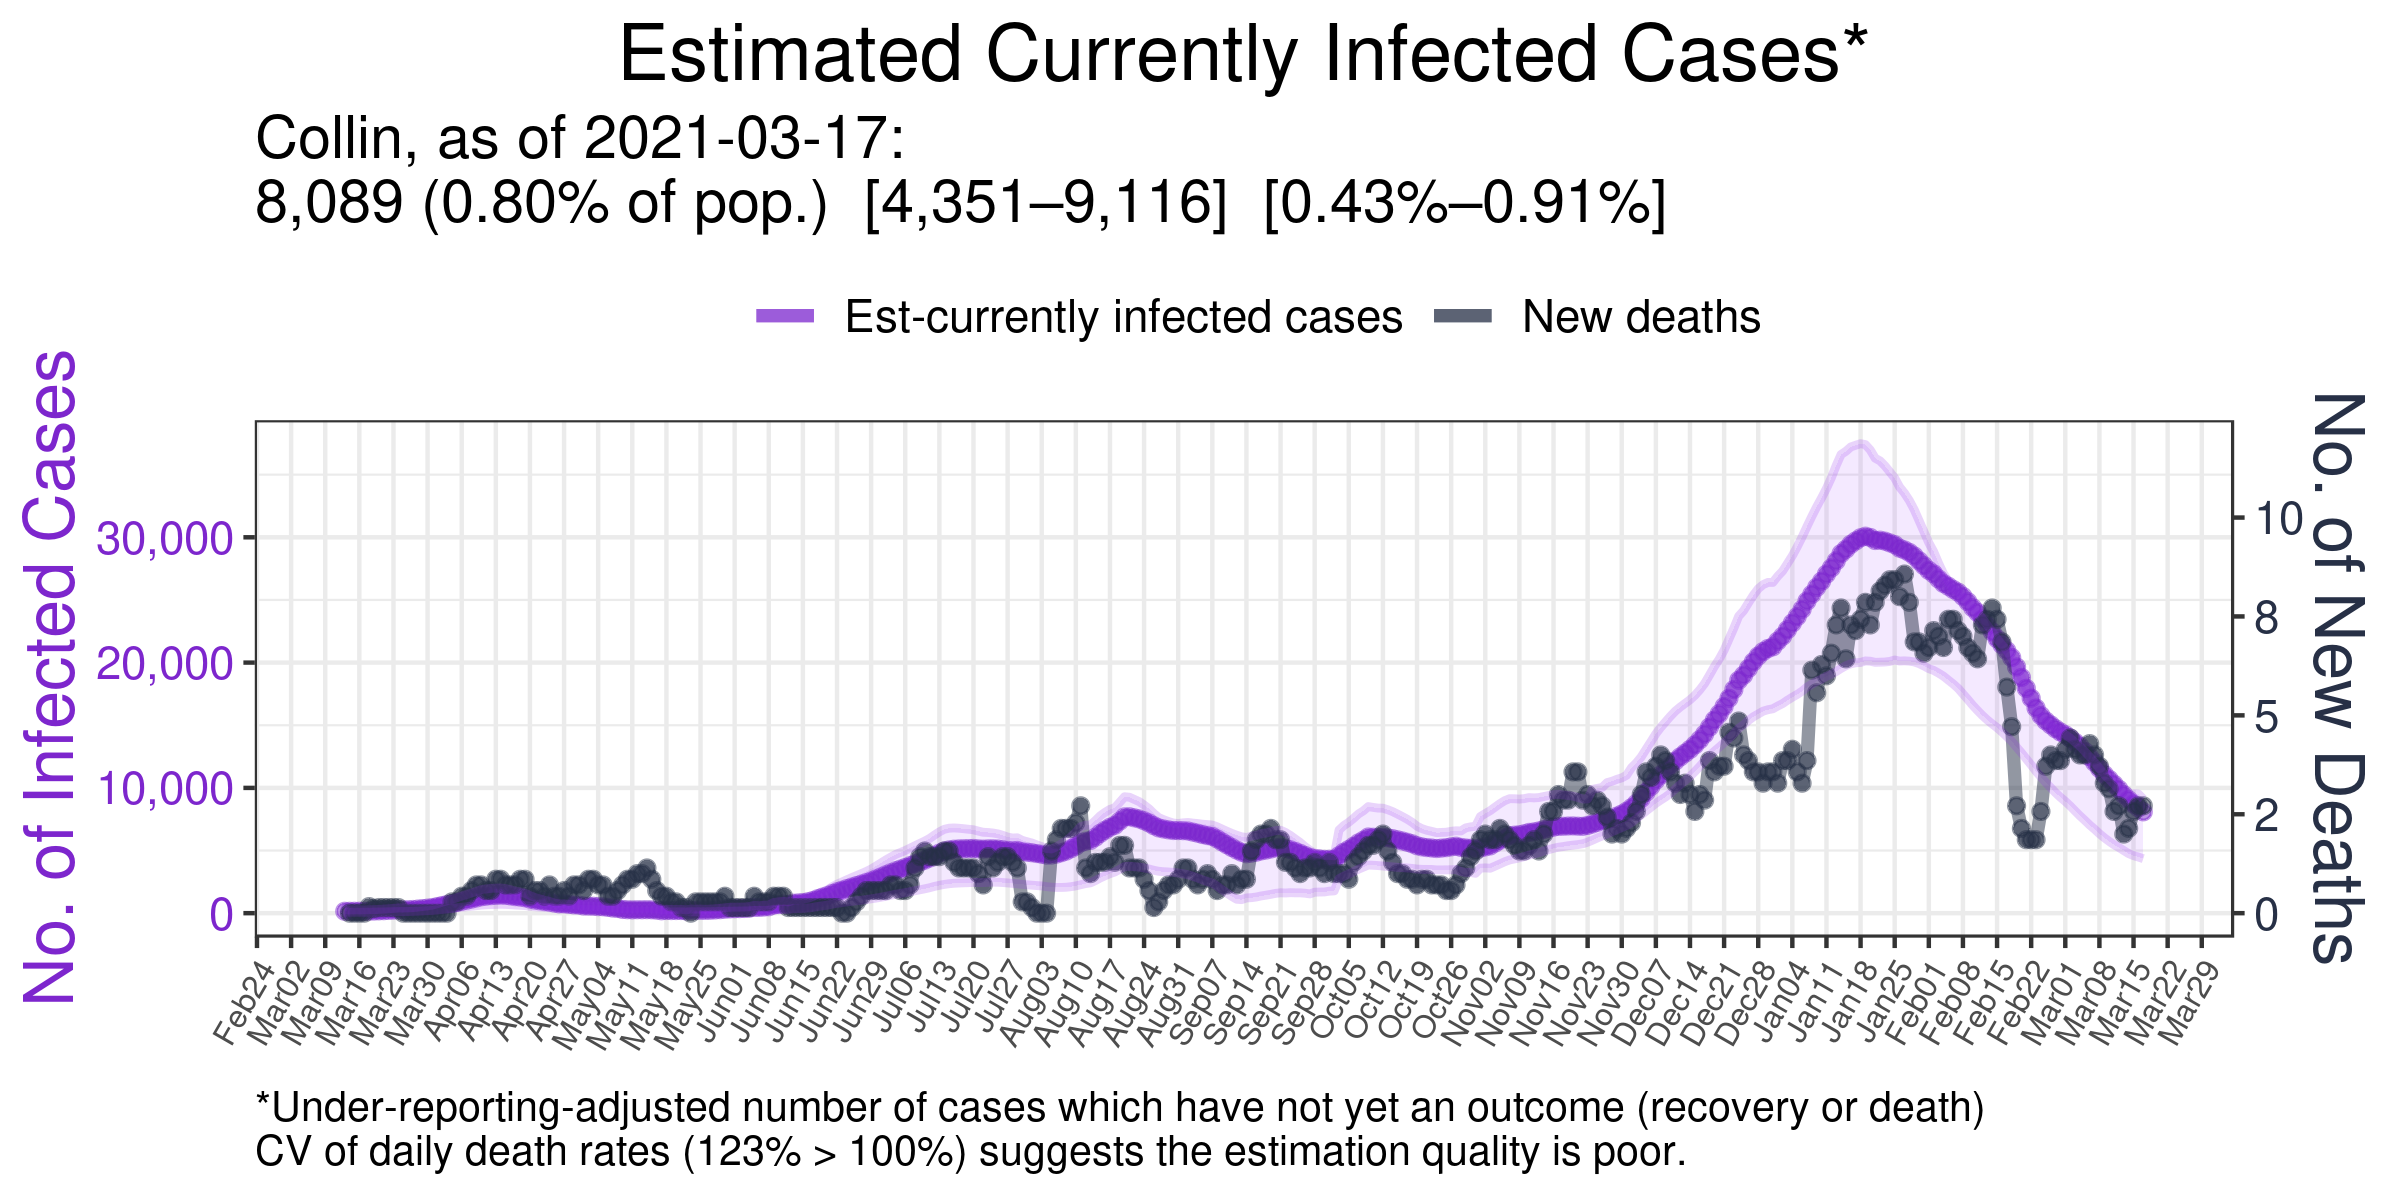 Estimated Currently Infected Cases*
Collin, as of 2021-03-17:
8,089 (0.80% of pop.) [4,351–9,116] [0.43%–0.91%]
Est-currently infected cases
New deaths
No. of Infected Cases
No. of New Deaths
30,000
20,000
10,000
0
10
8
5
2
0
Feb24
Mar02
Mar09
Mar16
Mar23
Mar30
Apr06
Apr13
Apr20
Apr27
May04
May11
May18
May25
Jun01
Jun08
Jun15
Jun22
Jun29
Jul06
Jul13
Jul20
Jul27
Aug03
Aug10
Aug17
Aug24
Aug31
Sep07
Sep14
Sep21
Sep28
Oct05
Oct12
Oct19
Oct26
Nov02
Nov09
Nov16
Nov23
Nov30
Dec07
Dec14
Dec21
Dec28
Jan04
Jan11
Jan18
Jan25
Feb01
Feb08
Feb15
Feb22
Mar01
Mar08
Mar15
Mar22
Mar29
*Under-reporting-adjusted number of cases which have not yet an outcome (recovery or death)
CV of daily death rates (123% > 100%) suggests the estimation quality is poor.